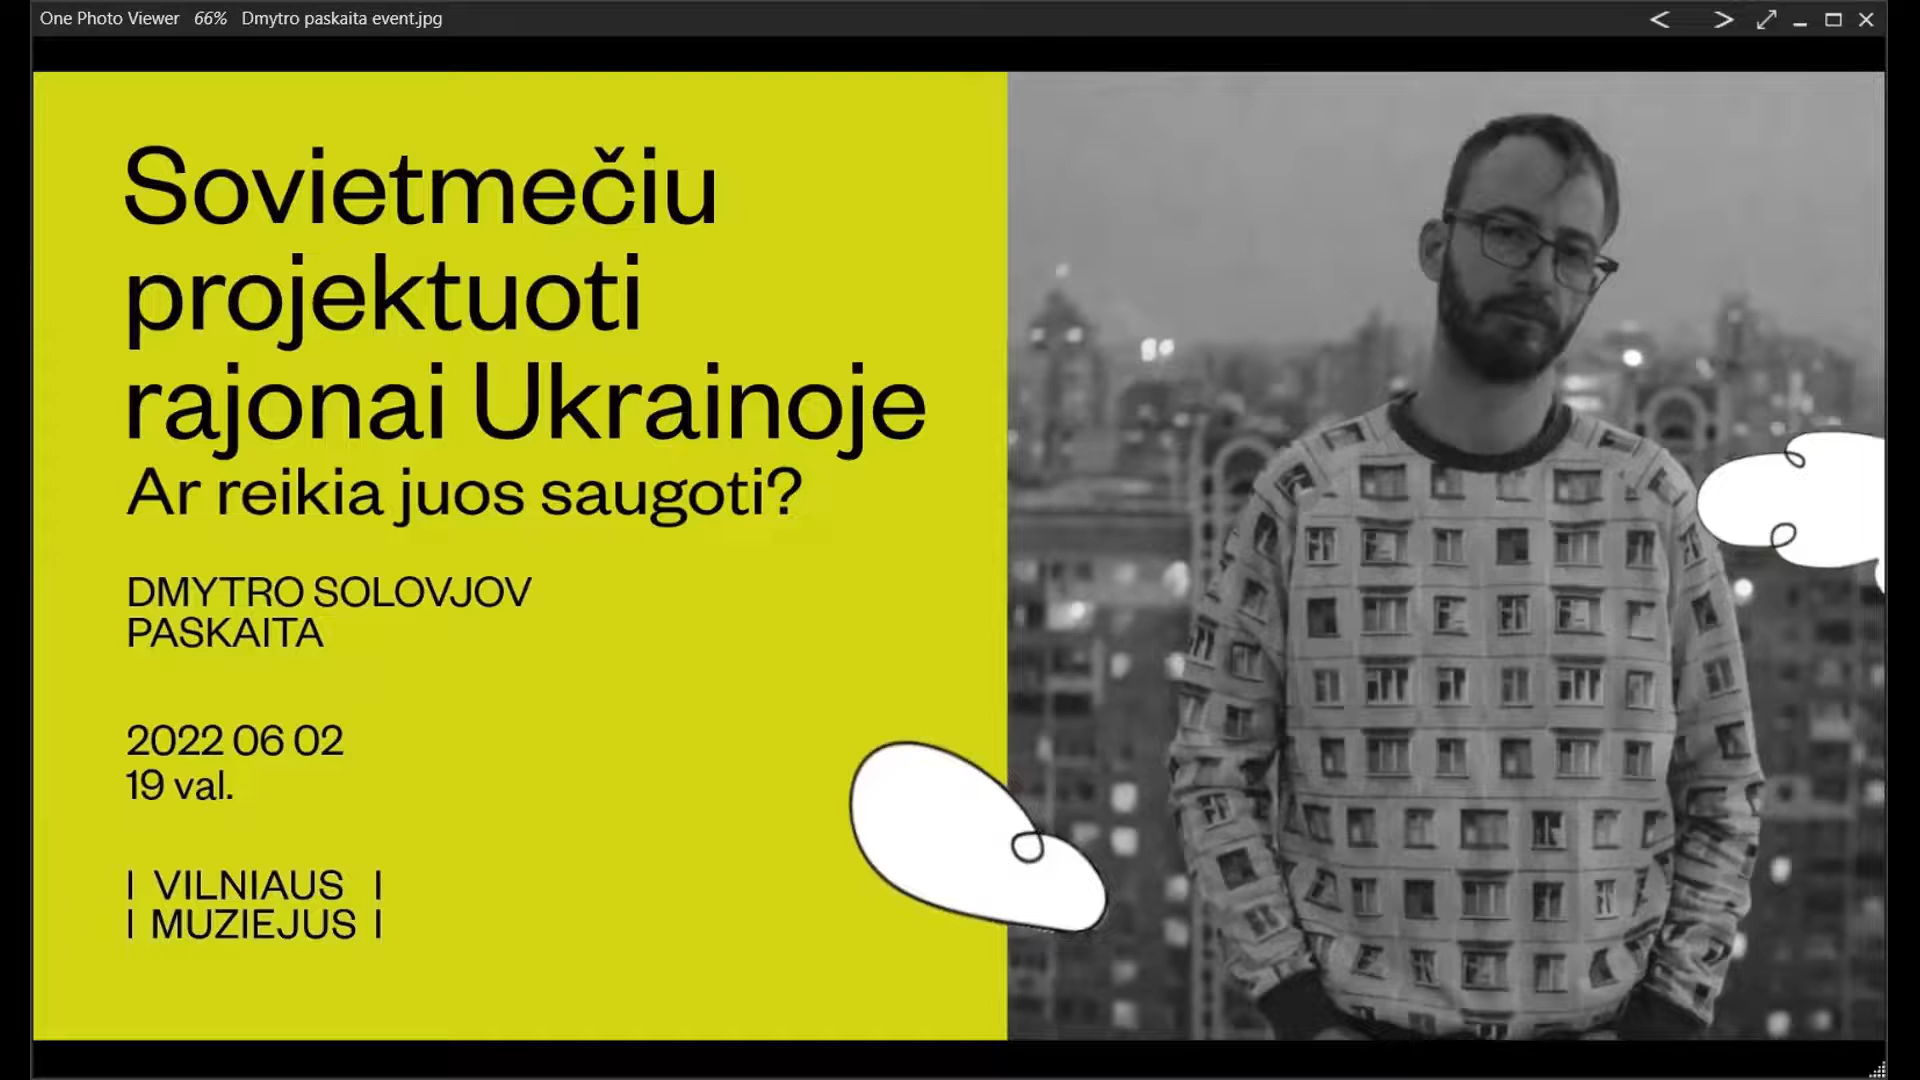 One Photo Viewer 66% Dmytro paskaita event.jpg
Sovietmečiu
projektuoti
rajonai Ukrainoje
Ar reikia juos saugoti?
DMYTRO SOLOVJOV
PASKAITA
2022 06 02
19 val.
VILNIAUS
MUZIEJUS